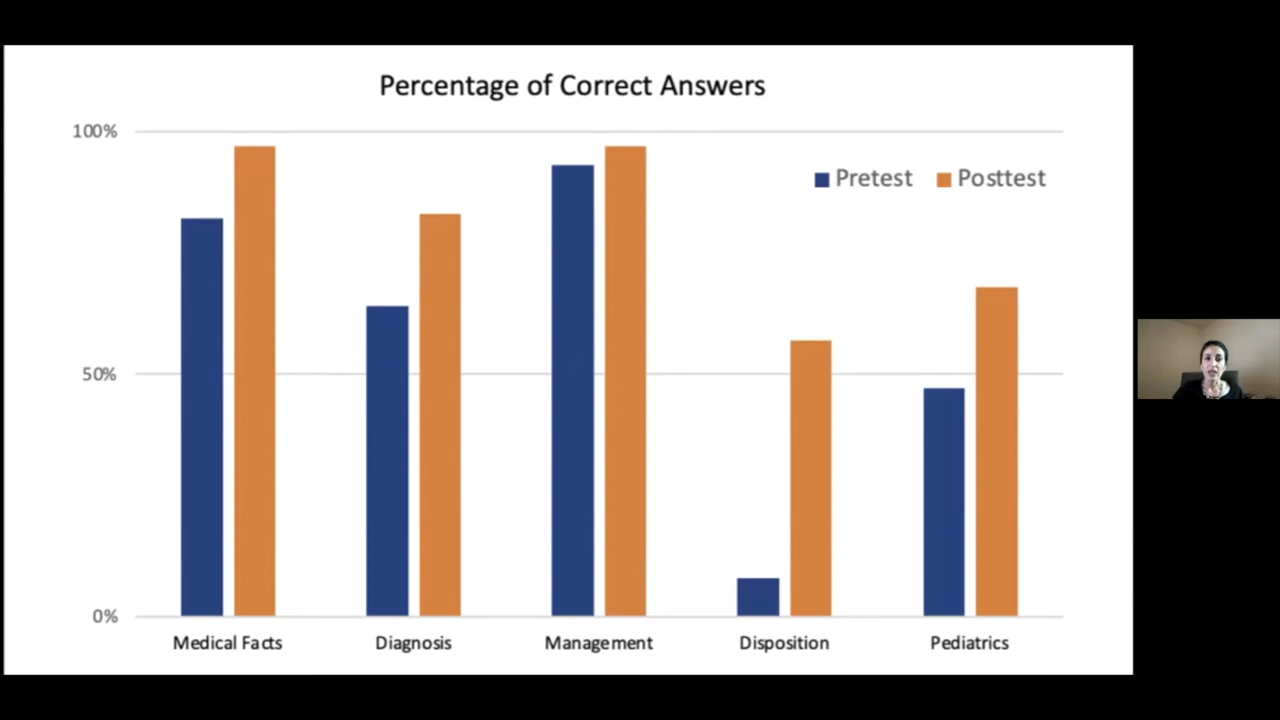 Percentage of Correct Answers
100%
Pretest Posttest
50%
0%
Medical Facts Diagnosis Management Disposition Pediatrics